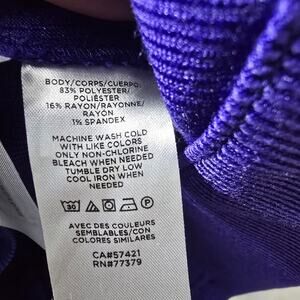 BODY/CORPS/CUERPO:
83% POLYESTER/
POLIÉSTER
16% RAYON/RAYONNE/
RAYON
1% SPANDEX
MACHINE WASH COLD
WITH LIKE COLORS
ONLY NON-CHLORINE
BLEACH WHEN NEEDED
TUMBLE DRY LOW
COOL IRON WHEN
NEEDED
30
AVEC DES COULEURS
SEMBLABLES/CON
COLORES SIMILARES
CA#57421
RN#77379